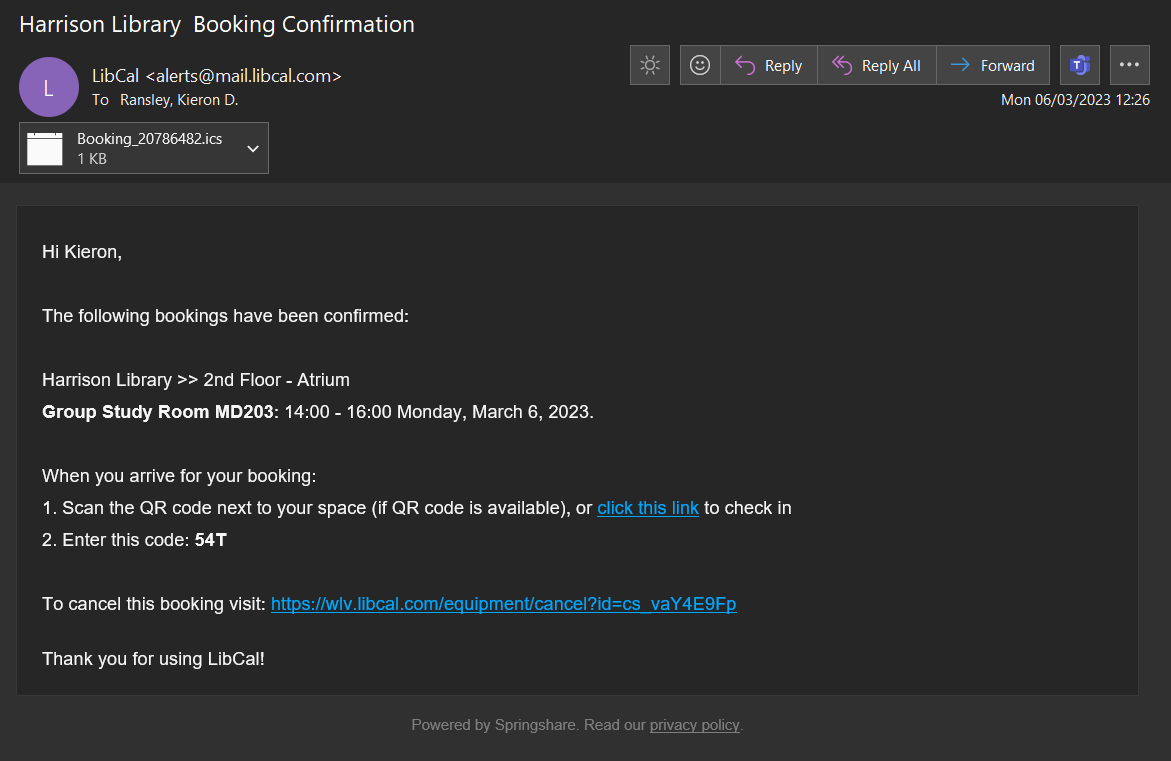 Harrison Library  Booking Confirmation
L
LibCal <alerts@mail.libcal.com>
To Ransley, Kieron D.
Reply
Reply All
Forward
T
Mon 06/03/2023 12:26
Booking_20786482.ics
1 KB
Hi Kieron,
The following bookings have been confirmed:
Harrison Library >> 2nd Floor - Atrium
Group Study Room MD203: 14:00 - 16:00 Monday, March 6, 2023.
When you arrive for your booking:
1. Scan the QR code next to your space (if QR code is available), or click this link to check in
2. Enter this code: 54T
To cancel this booking visit: https://wlv.libcal.com/equipment/cancel?id=cs_vaY4E9Fp
Thank you for using LibCal!
Powered by Springshare. Read our privacy policy.